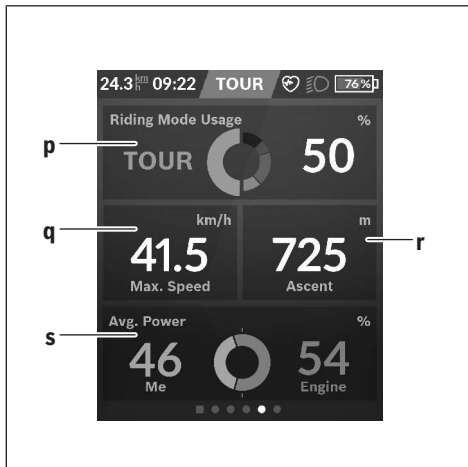 24.3 km/h 09:22 TOUR 76%
Riding Mode Usage %
p TOUR 50
q km/h m
41.5 725 r
Max. Speed Ascent
Avg. Power %
s 46 54
Me Engine